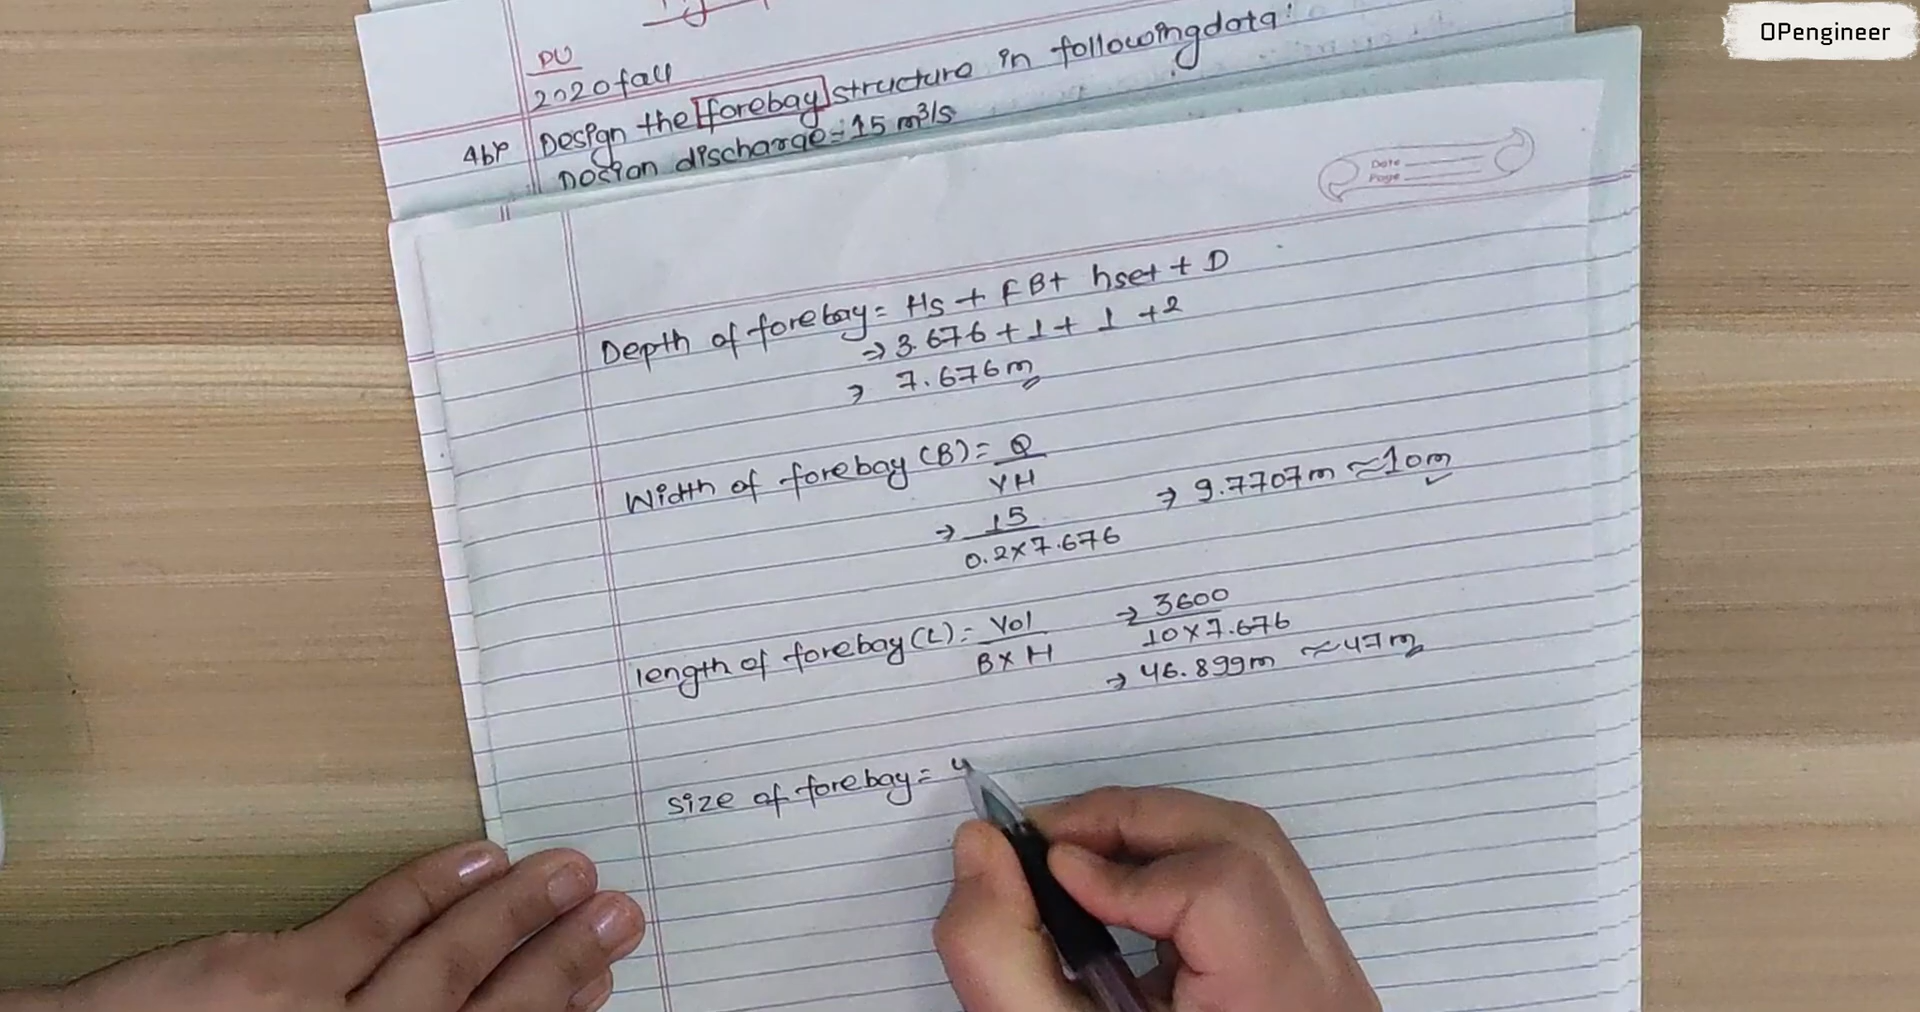 OPengineer
PU
2020 fall
Design the forebay structure in following data:
Design discharge = 15 m³/s
Date
Page
Depth of forebay = Hs + FB + hset + D
→ 3.676 + 1 + 1 + 2
→ 7.676 m
Width of forebay (B) = Q / VH
→ 15 / 0.2 × 7.676 → 9.7707 m ≈ 10 m
length of forebay (L) = Vol / B × H → 3600 / 10 × 7.676
→ 46.899 m ≈ 47 m
size of forebay = 4